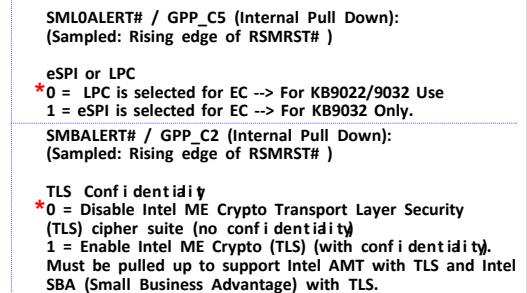 SML0ALERT# / GPP_C5 (Internal Pull Down):
(Sampled: Rising edge of RSMRST# )
eSPI or LPC
*0 =  LPC is selected for EC --> For KB9022/9032 Use
1 = eSPI is selected for EC --> For KB9032 Only.
SMBALERT# / GPP_C2 (Internal Pull Down):
(Sampled: Rising edge of RSMRST# )
TLS Confidentiality
*0 = Disable Intel ME Crypto Transport Layer Security
(TLS) cipher suite (no confidentiality)
1 = Enable Intel ME Crypto (TLS) (with confidentiality).
Must be pulled up to support Intel AMT with TLS and Intel
SBA (Small Business Advantage) with TLS.